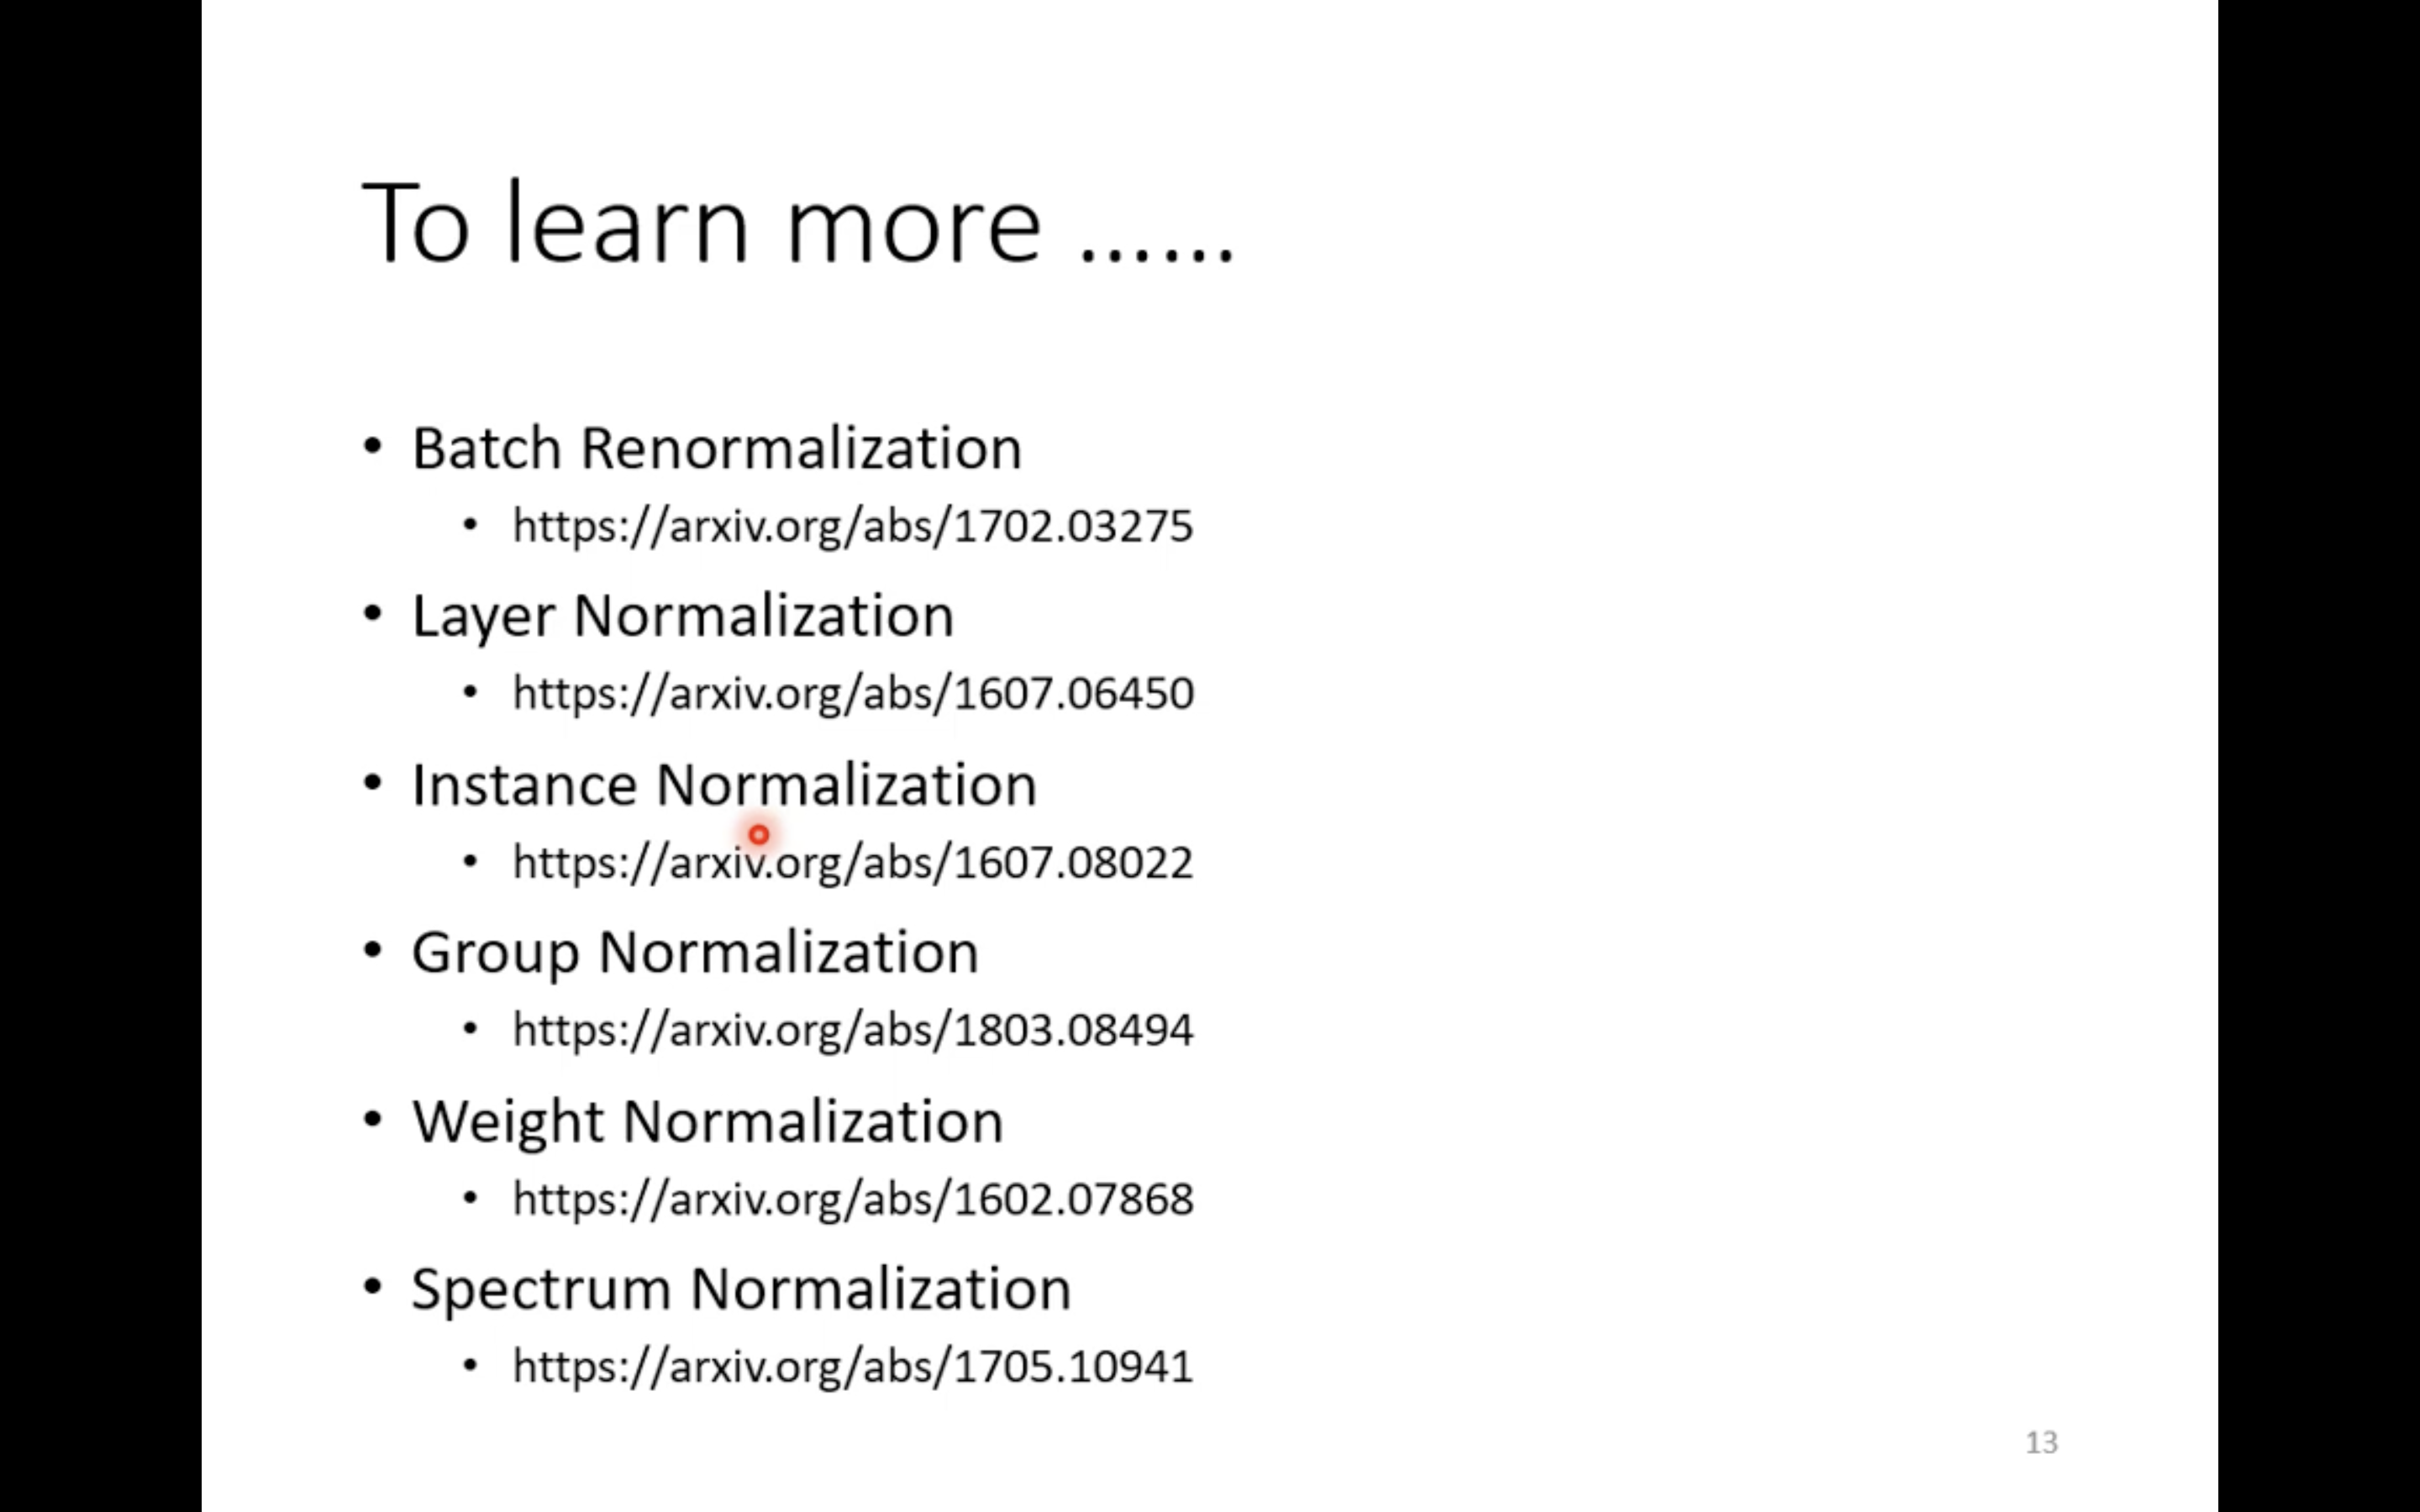 To learn more ......
• Batch Renormalization
• https://arxiv.org/abs/1702.03275
• Layer Normalization
• https://arxiv.org/abs/1607.06450
• Instance Normalization
• https://arxiv.org/abs/1607.08022
• Group Normalization
• https://arxiv.org/abs/1803.08494
• Weight Normalization
• https://arxiv.org/abs/1602.07868
• Spectrum Normalization
• https://arxiv.org/abs/1705.10941
13